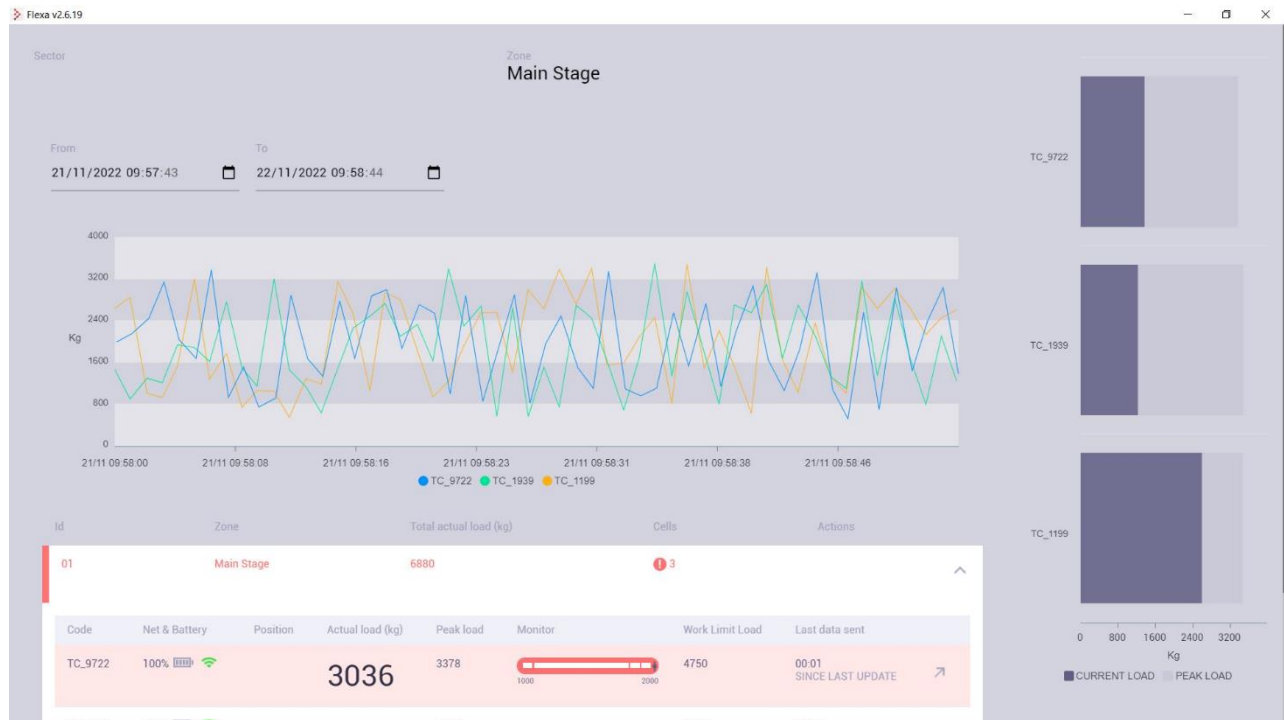 Flexa v2.6.19
Sector
Zone
Main Stage
From
To
21/11/2022 09:57:43
22/11/2022 09:58:44
4000
3200
2400
Kg
1600
800
0
21/11 09:58:00
21/11 09:58:08
21/11 09:58:16
21/11 09:58:23
21/11 09:58:31
21/11 09:58:38
21/11 09:58:46
TC_9722 TC_1939 TC_1199
Id Zone Total actual load (kg) Cells Actions
01 Main Stage 6880 3
Code Net & Battery Position Actual load (kg) Peak load Monitor Work Limit Load Last data sent
TC_9722 100% 3036 3378 4750 00:01
1000 2000 SINCE LAST UPDATE
TC_9722
TC_1939
TC_1199
0 800 1600 2400 3200
Kg
CURRENT LOAD PEAK LOAD